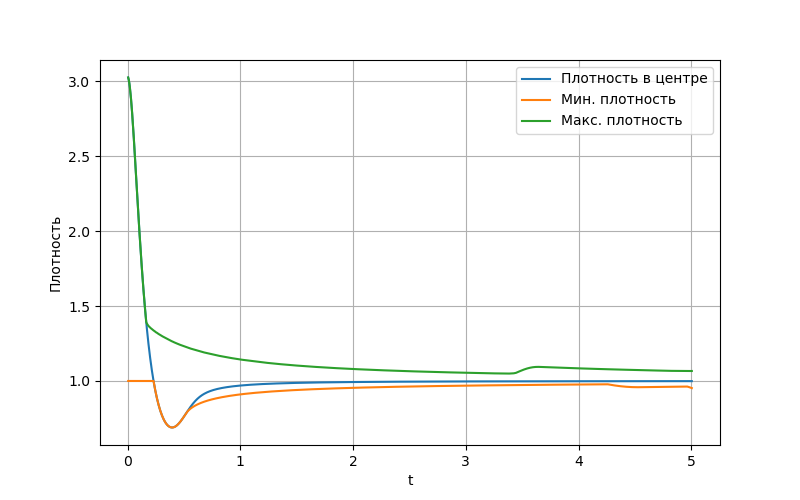 Плотность в центре
Мин. плотность
Макс. плотность
Плотность
3.0
2.5
2.0
1.5
1.0
0
1
2
3
4
5
t